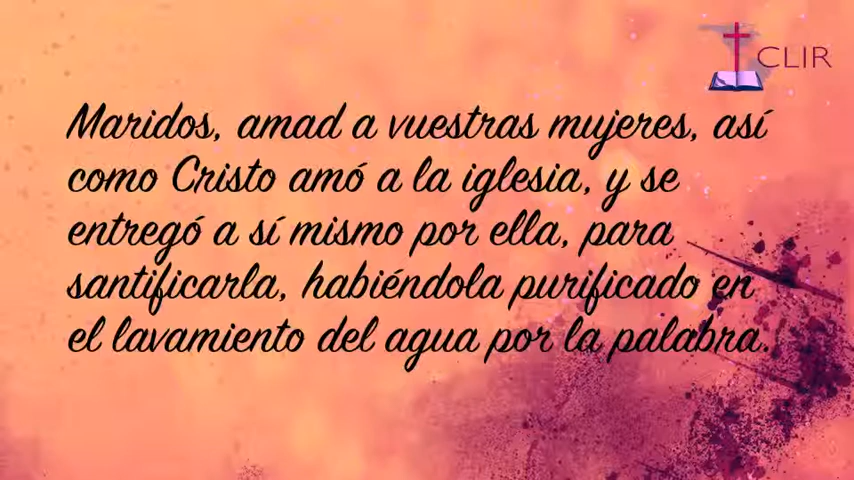 CLIR
Maridos, amad a vuestras mujeres, así
como Cristo amó a la iglesia, y se
entregó a sí mismo por ella, para
santificarla, habiéndola purificado en
el lavamiento del agua por la palabra.